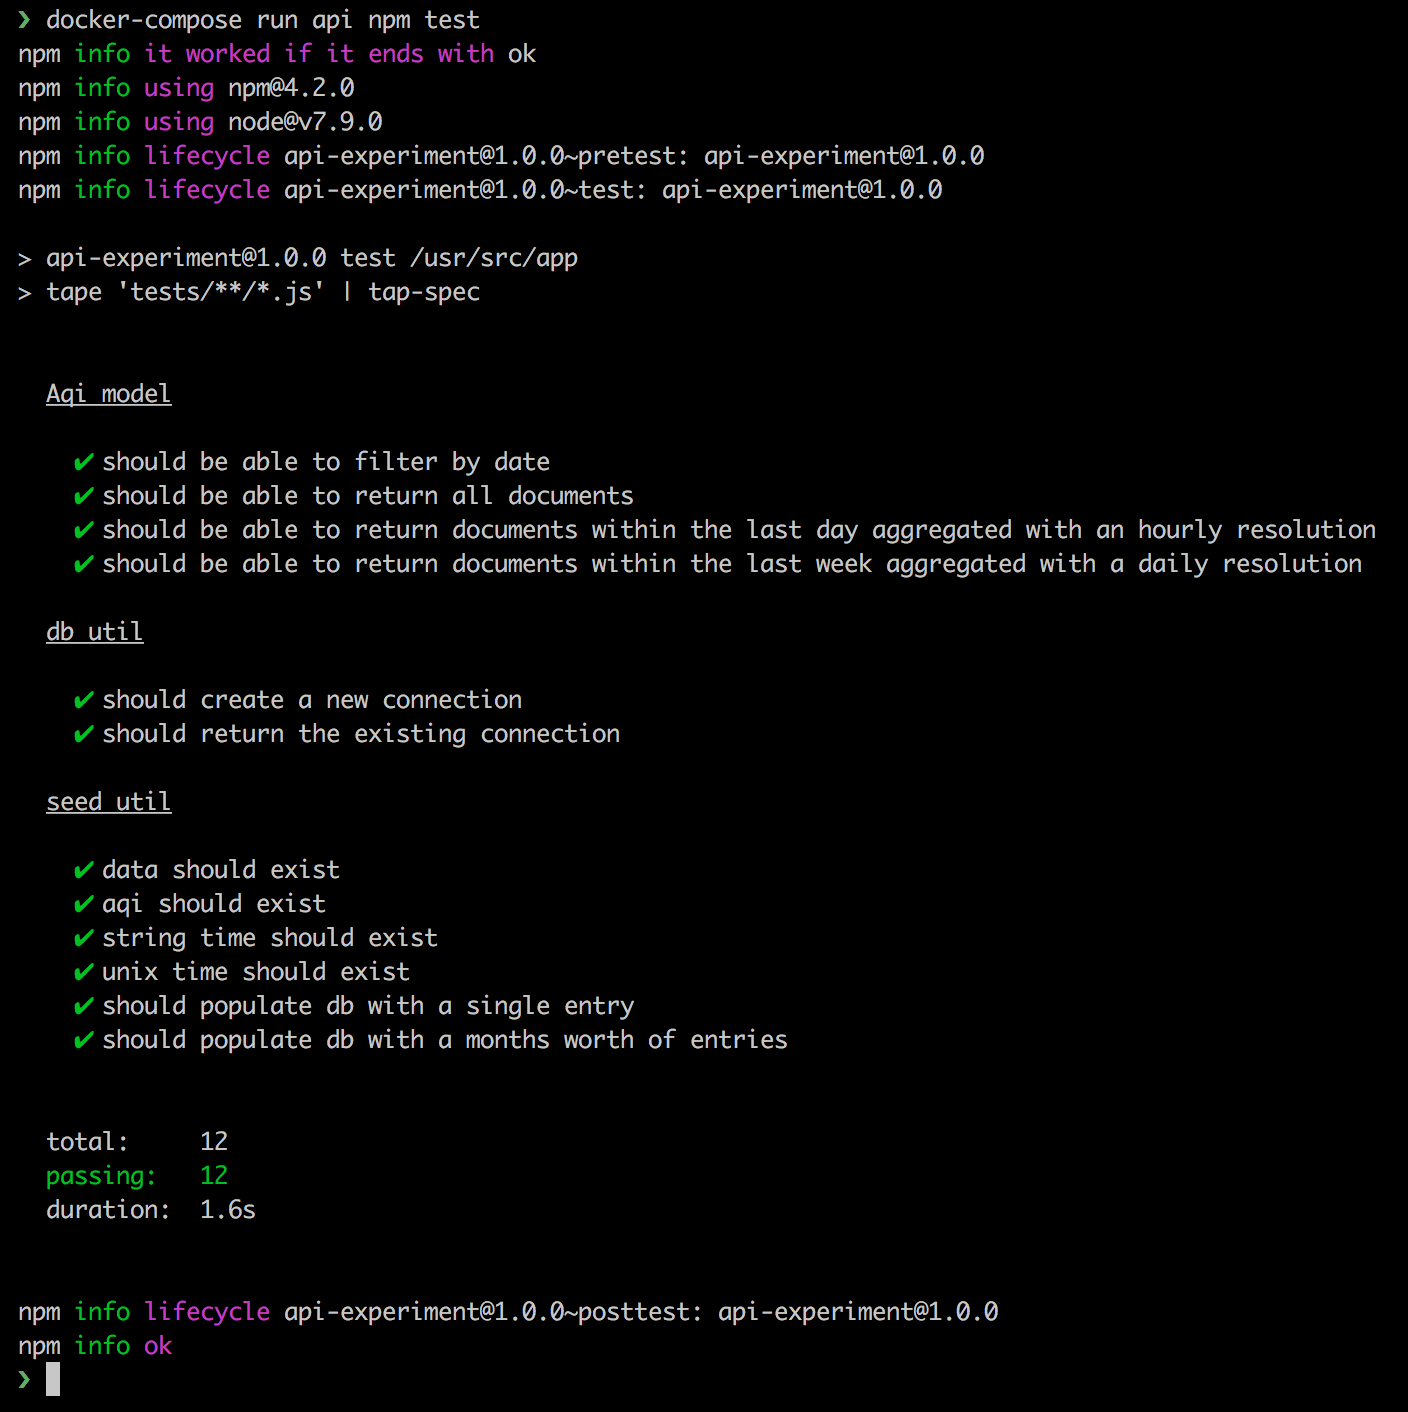 ❯ docker-compose run api npm test
npm info it worked if it ends with ok
npm info using npm@4.2.0
npm info using node@v7.9.0
npm info lifecycle api-experiment@1.0.0~pretest: api-experiment@1.0.0
npm info lifecycle api-experiment@1.0.0~test: api-experiment@1.0.0
> api-experiment@1.0.0 test /usr/src/app
> tape 'tests/**/*.js' | tap-spec
Aqi model
✔ should be able to filter by date
✔ should be able to return all documents
✔ should be able to return documents within the last day aggregated with an hourly resolution
✔ should be able to return documents within the last week aggregated with a daily resolution
db util
✔ should create a new connection
✔ should return the existing connection
seed util
✔ data should exist
✔ aqi should exist
✔ string time should exist
✔ unix time should exist
✔ should populate db with a single entry
✔ should populate db with a months worth of entries
total: 12
passing: 12
duration: 1.6s
npm info lifecycle api-experiment@1.0.0~posttest: api-experiment@1.0.0
npm info ok
❯